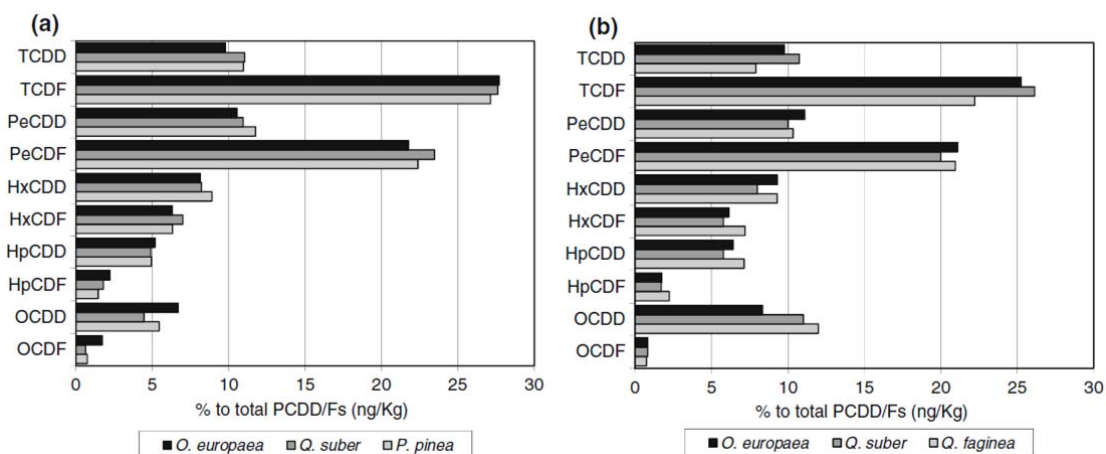 (a)
TCDD
TCDF
PeCDD
PeCDF
HxCDD
HxCDF
HpCDD
HpCDF
OCDD
OCDF
0 5 10 15 20 25 30
% to total PCDD/Fs (ng/Kg)
O. europaea Q. suber P. pinea
(b)
TCDD
TCDF
PeCDD
PeCDF
HxCDD
HxCDF
HpCDD
HpCDF
OCDD
OCDF
0 5 10 15 20 25 30
% to total PCDD/Fs (ng/Kg)
O. europaea Q. suber Q. faginea